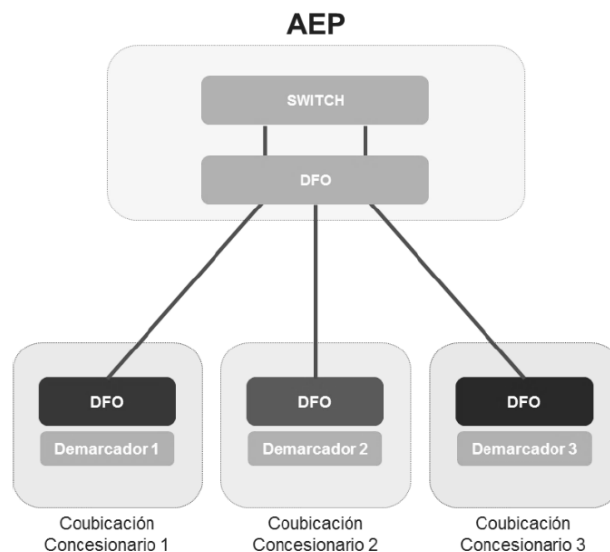 AEP
SWITCH
DFO
DFO
DFO
DFO
Demarcador 1
Demarcador 2
Demarcador 3
Coubicación
Concesionario 1
Coubicación
Concesionario 2
Coubicación
Concesionario 3